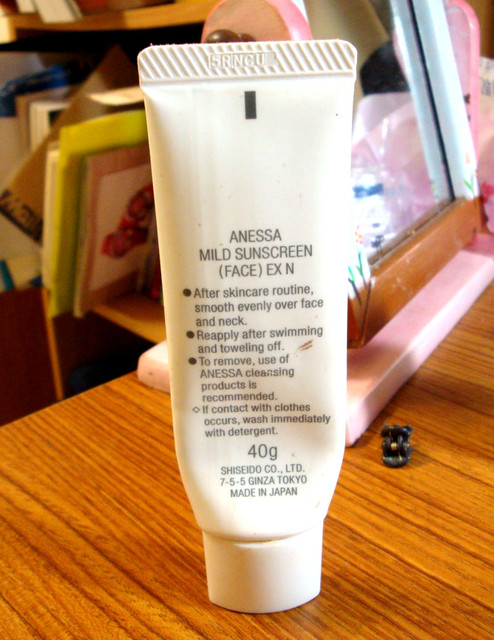 ANESSA
MILD SUNSCREEN
(FACE) EX N
●After skincare routine,
smooth evenly over face
and neck.
●Reapply after swimming
and toweling off.
●To remove, use of
ANESSA cleansing
products is
recommended.
◇If contact with clothes
occurs, wash immediately
with detergent.
40g
SHISEIDO CO., LTD.
7-5-5 GINZA TOKYO
MADE IN JAPAN